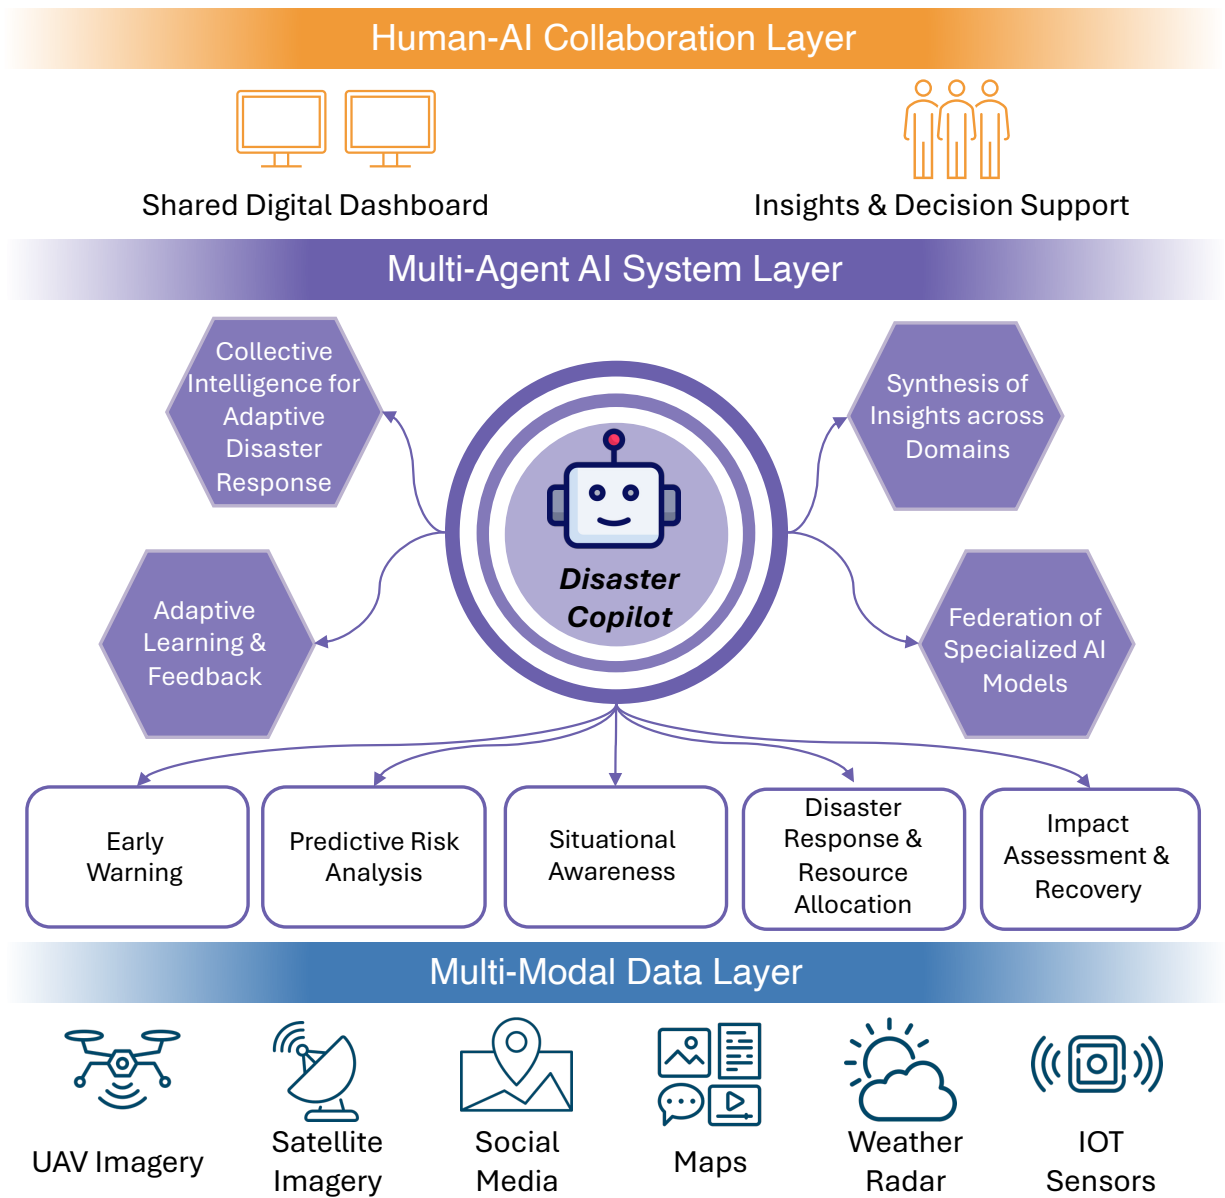 Human-AI Collaboration Layer
Shared Digital Dashboard
Insights & Decision Support
Multi-Agent AI System Layer
Collective
Intelligence for
Adaptive
Disaster
Response
Synthesis of
Insights across
Domains
Disaster
Copilot
Adaptive
Learning &
Feedback
Federation of
Specialized AI
Models
Early
Warning
Predictive Risk
Analysis
Situational
Awareness
Disaster
Response &
Resource
Allocation
Impact
Assessment &
Recovery
Multi-Modal Data Layer
UAV Imagery
Satellite
Imagery
Social
Media
Maps
Weather
Radar
IOT
Sensors